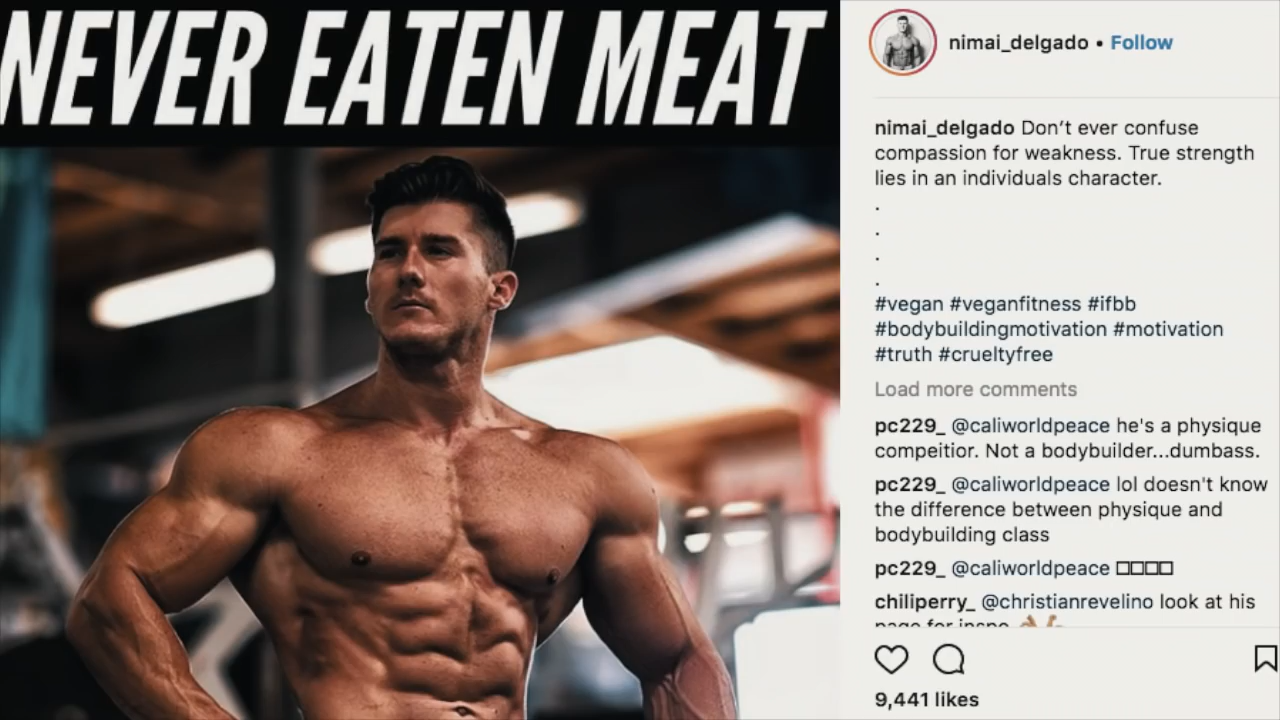 NEVER EATEN MEAT
nimai_delgado • Follow
nimai_delgado Don’t ever confuse
compassion for weakness. True strength
lies in an individuals character.
.
.
.
.
#vegan #veganfitness #ifbb
#bodybuildingmotivation #motivation
#truth #crueltyfree
Load more comments
pc229_ @caliworldpeace he's a physique
compeitior. Not a bodybuilder...dumbass.
pc229_ @caliworldpeace lol doesn't know
the difference between physique and
bodybuilding class
pc229_ @caliworldpeace □□□□
chiliperry_ @christianrevelino look at his
page for inspo
9,441 likes